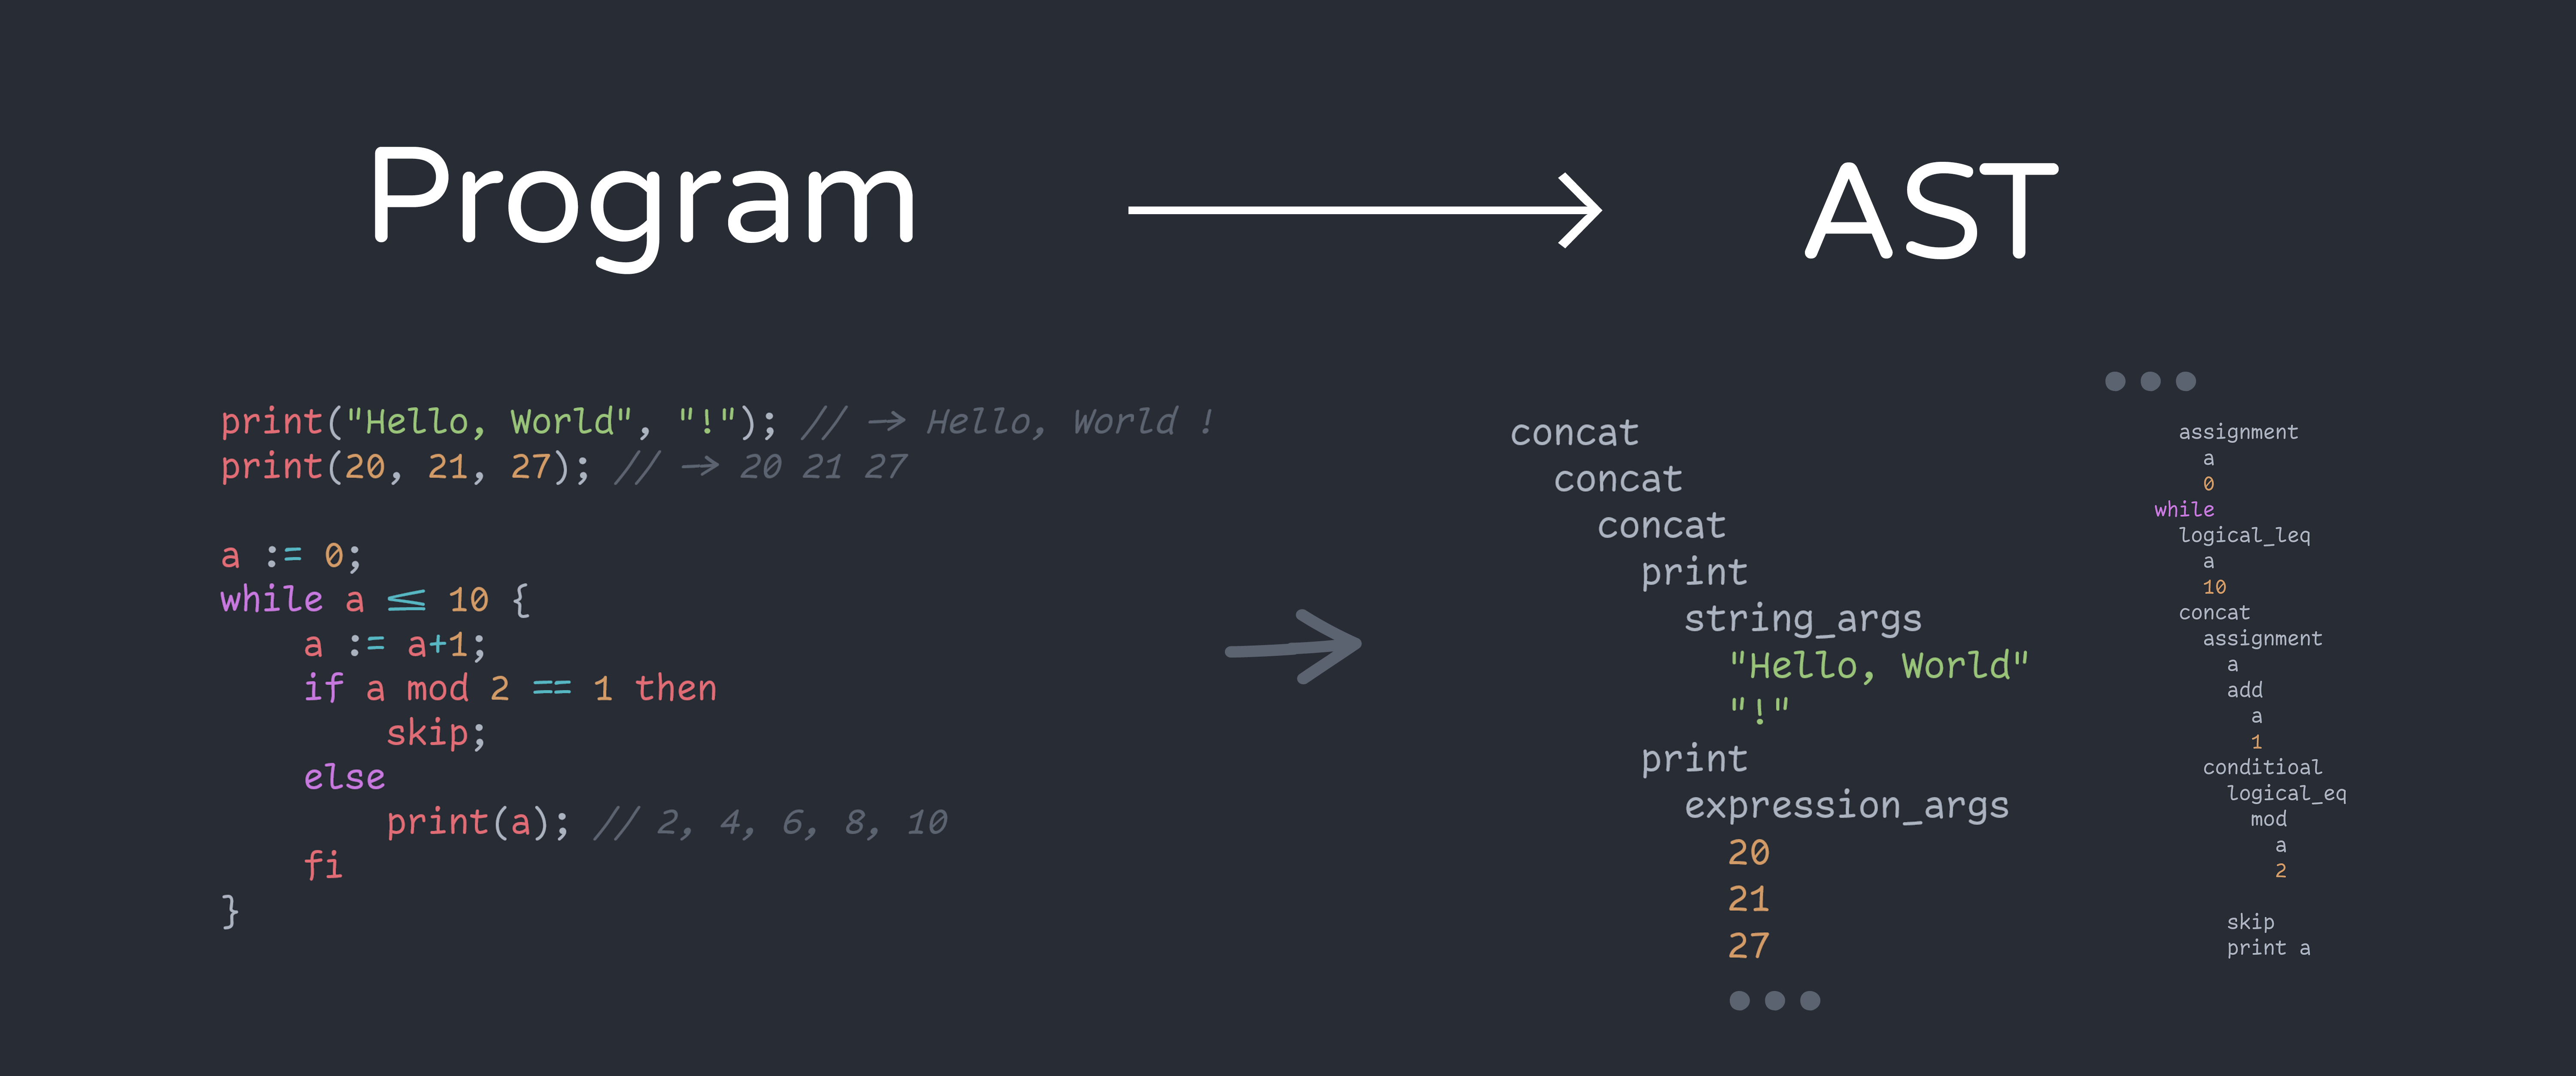 Program → AST
print("Hello, World", "!"); // → Hello, World !
print(20, 21, 27); // → 20 21 27

a := 0;
while a ≤ 10 {
    a := a+1;
    if a mod 2 == 1 then
        skip;
    else
        print(a); // 2, 4, 6, 8, 10
    fi
}
concat
  concat
    concat
      print
        string_args
          "Hello, World"
          "!"
      print
        expression_args
          20
          21
          27
...
...
  assignment
    a
    0
while
  logical_leq
    a
    10
  concat
    assignment
      a
      add
        a
        1
    conditioal
      logical_eq
        mod
          a
          2

      skip
      print a